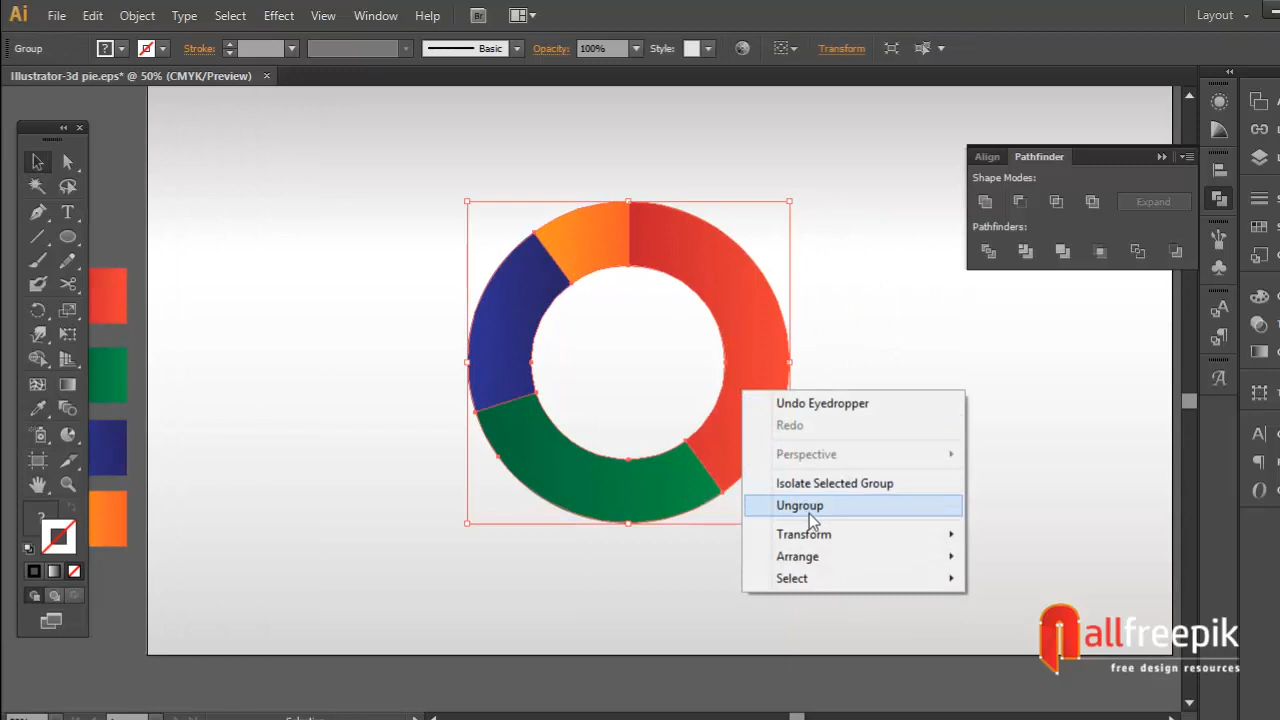 Ai File Edit Object Type Select Effect View Window Help Br Layout
Group ? Stroke: Basic Opacity: 100% Style: Transform
Illustrator-3d pie.eps* @ 50% (CMYK/Preview) ×
Align Pathfinder
Shape Modes:
Expand
Pathfinders:
Undo Eyedropper
Redo
Perspective
Isolate Selected Group
Ungroup
Transform
Arrange
Select
?
allfreepik
free design resources